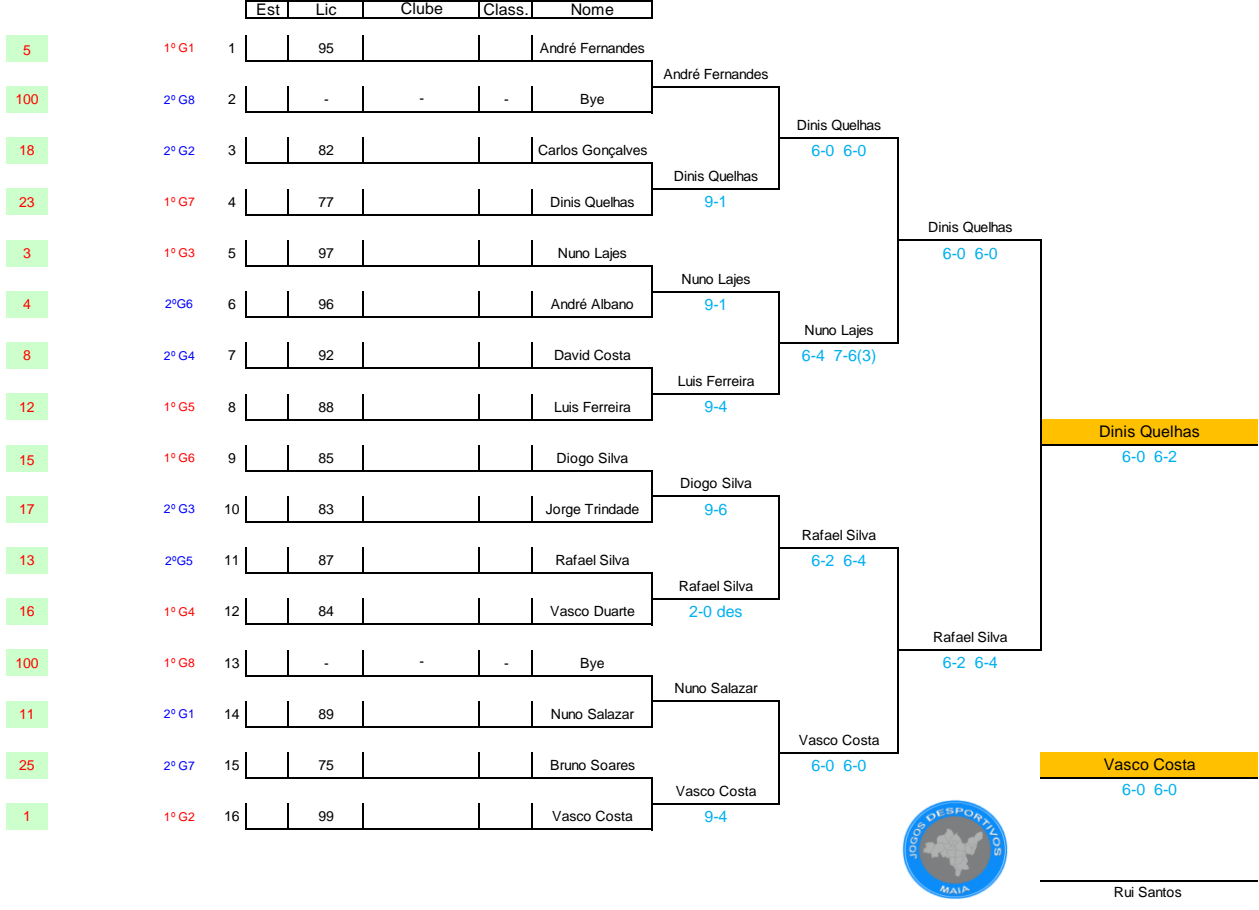 Est Lic Clube Class. Nome
5 1º G1 1 95 André Fernandes
André Fernandes
100 2º G8 2 - - - Bye
Dinis Quelhas
18 2º G2 3 82 Carlos Gonçalves 6-0 6-0
Dinis Quelhas
23 1º G7 4 77 Dinis Quelhas 9-1
Dinis Quelhas
3 1º G3 5 97 Nuno Lajes 6-0 6-0
Nuno Lajes
4 2ºG6 6 96 André Albano 9-1
Nuno Lajes
8 2º G4 7 92 David Costa 6-4 7-6(3)
Luis Ferreira
12 1º G5 8 88 Luis Ferreira 9-4
Dinis Quelhas
15 1º G6 9 85 Diogo Silva 6-0 6-2
Diogo Silva
17 2º G3 10 83 Jorge Trindade 9-6
Rafael Silva
13 2ºG5 11 87 Rafael Silva 6-2 6-4
Rafael Silva
16 1º G4 12 84 Vasco Duarte 2-0 des
Rafael Silva
100 1º G8 13 - - - Bye 6-2 6-4
Nuno Salazar
11 2º G1 14 89 Nuno Salazar
Vasco Costa
25 2º G7 15 75 Bruno Soares 6-0 6-0 Vasco Costa
Vasco Costa 6-0 6-0
1 1º G2 16 99 Vasco Costa 9-4
JOGOS DESPORTIVOS
MAIA
Rui Santos